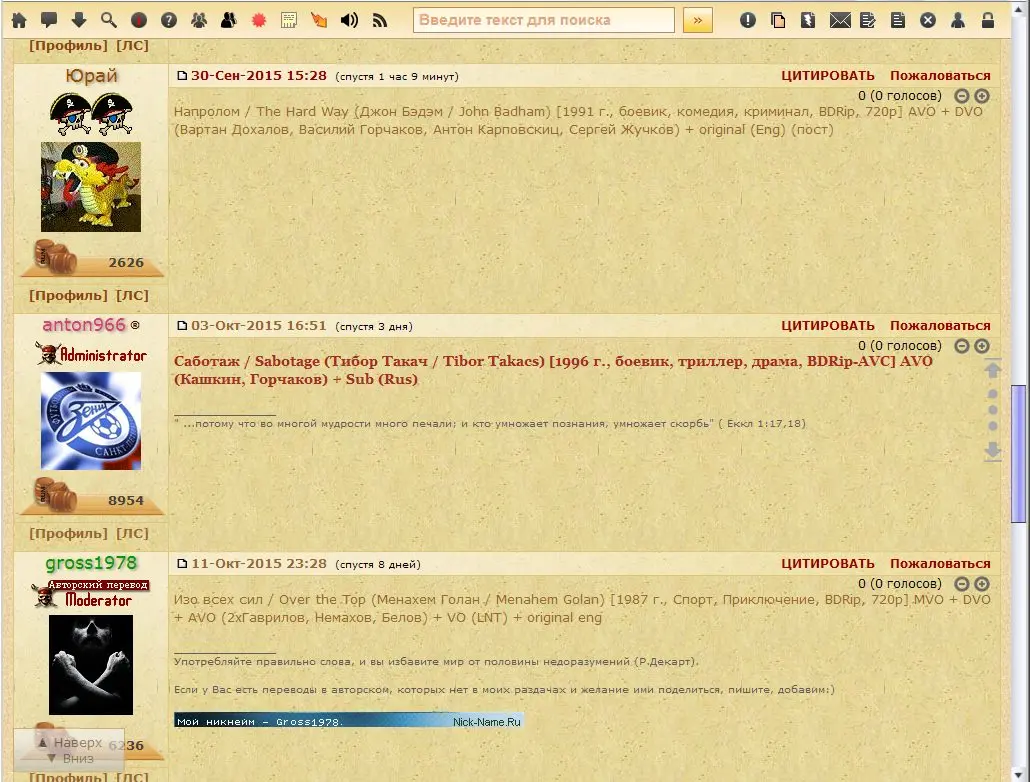 Введите текст для поиска
»
[Профиль] [ЛС]
Юрай
30-Сен-2015 15:28 (спустя 1 час 9 минут)
ЦИТИРОВАТЬ Пожаловаться
0 (0 голосов)
Напролом / The Hard Way (Джон Бэдэм / John Badham) [1991 г., боевик, комедия, криминал, BDRip, 720p] AVO + DVO
(Вартан Дохалов, Василий Горчаков, Антон Карповскиц, Сергей Жучков) + original (Eng) (пост)
2626
[Профиль] [ЛС]
anton966 ®
Administrator
03-Окт-2015 16:51 (спустя 3 дня)
ЦИТИРОВАТЬ Пожаловаться
0 (0 голосов)
Саботаж / Sabotage (Тибор Такач / Tibor Takacs) [1996 г., боевик, триллер, драма, BDRip-AVC] AVO
(Кашкин, Горчаков) + Sub (Rus)
" ...потому что во многой мудрости много печали; и кто умножает познания, умножает скорбь" ( Еккл 1:17,18)
8954
[Профиль] [ЛС]
gross1978
Авторский перевод
Moderator
11-Окт-2015 23:28 (спустя 8 дней)
ЦИТИРОВАТЬ Пожаловаться
0 (0 голосов)
Изо всех сил / Over the Top (Менахем Голан / Menahem Golan) [1987 г., Спорт, Приключение, BDRip, 720p] MVO + DVO
+ AVO (2xГаврилов, Немахов, Белов) + VO (LNT) + original eng
Употребляйте правильно слова, и вы избавите мир от половины недоразумений (Р.Декарт).
Если у Вас есть переводы в авторском, которых нет в моих раздачах и желание ими поделиться, пишите, добавим:)
Мой никнейм - Gross1978.
Nick-Name.Ru
6236
▲ Наверх
▼ Вниз
[Профиль] [ЛС]